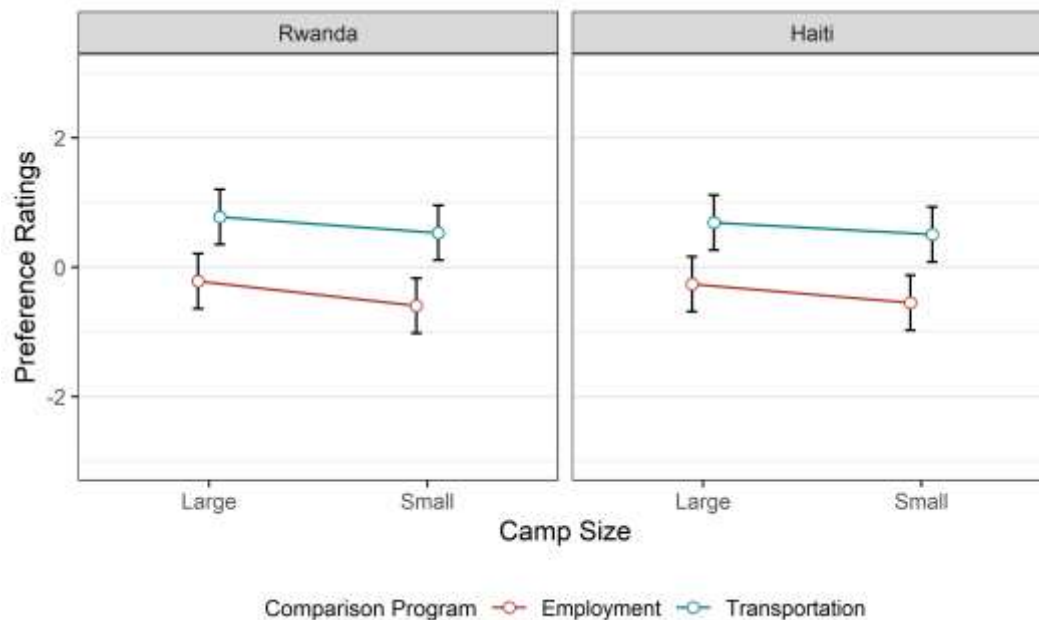 Rwanda
Haiti
Preference Ratings
2
0
-2
Large
Small
Large
Small
Camp Size
Comparison Program Employment Transportation